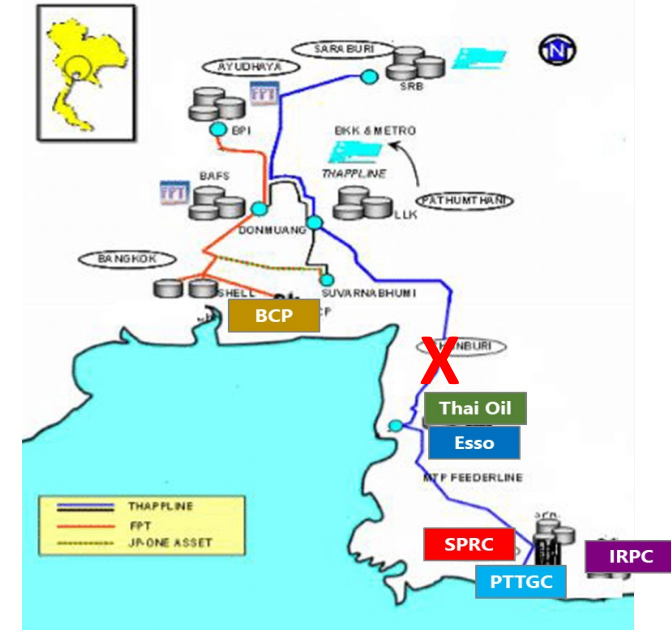 SARABURI
N
AYUDHAYA
SRB
FPT
BPI
BKK & METRO
THAPPLINE
BAFS
FPT
PATHUMTHANI
LLK
DONMUANG
BANGKOK
SHELL
SUVARNABHUMI
BCP
X
Thai Oil
Esso
MTP FEEDERLINE
THAPPLINE
FPT
JP-ONE ASSET
SPRC
IRPC
PTTGC